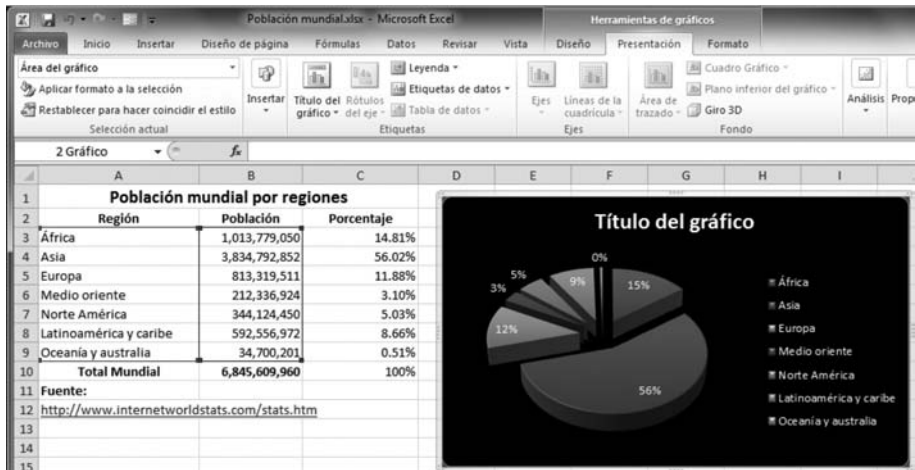 Población mundial.xlsx - Microsoft Excel
Herramientas de gráficos
Archivo Inicio Insertar Diseño de página Fórmulas Datos Revisar Vista Diseño Presentación Formato
Área del gráfico
Aplicar formato a la selección
Restablecer para hacer coincidir el estilo
Selección actual
Insertar
Título del gráfico
Rótulos del eje
Leyenda
Etiquetas de datos
Tabla de datos
Etiquetas
Ejes
Líneas de la cuadrícula
Ejes
Área de trazado
Cuadro Gráfico
Plano inferior del gráfico
Giro 3D
Fondo
Análisis
Prop
2 Gráfico fx
A B C D E F G H I
1 Población mundial por regiones
2 Región Población Porcentaje
3 África 1,013,779,050 14.81%
4 Asia 3,834,792,852 56.02%
5 Europa 813,319,511 11.88%
6 Medio oriente 212,336,924 3.10%
7 Norte América 344,124,450 5.03%
8 Latinoamérica y caribe 592,556,972 8.66%
9 Oceanía y australia 34,700,201 0.51%
10 Total Mundial 6,845,609,960 100%
11 Fuente:
12 http://www.internetworldstats.com/stats.htm
13
14
15
Título del gráfico
0%
5%
9%
15%
3%
12%
56%
África
Asia
Europa
Medio oriente
Norte América
Latinoamérica y caribe
Oceanía y australia